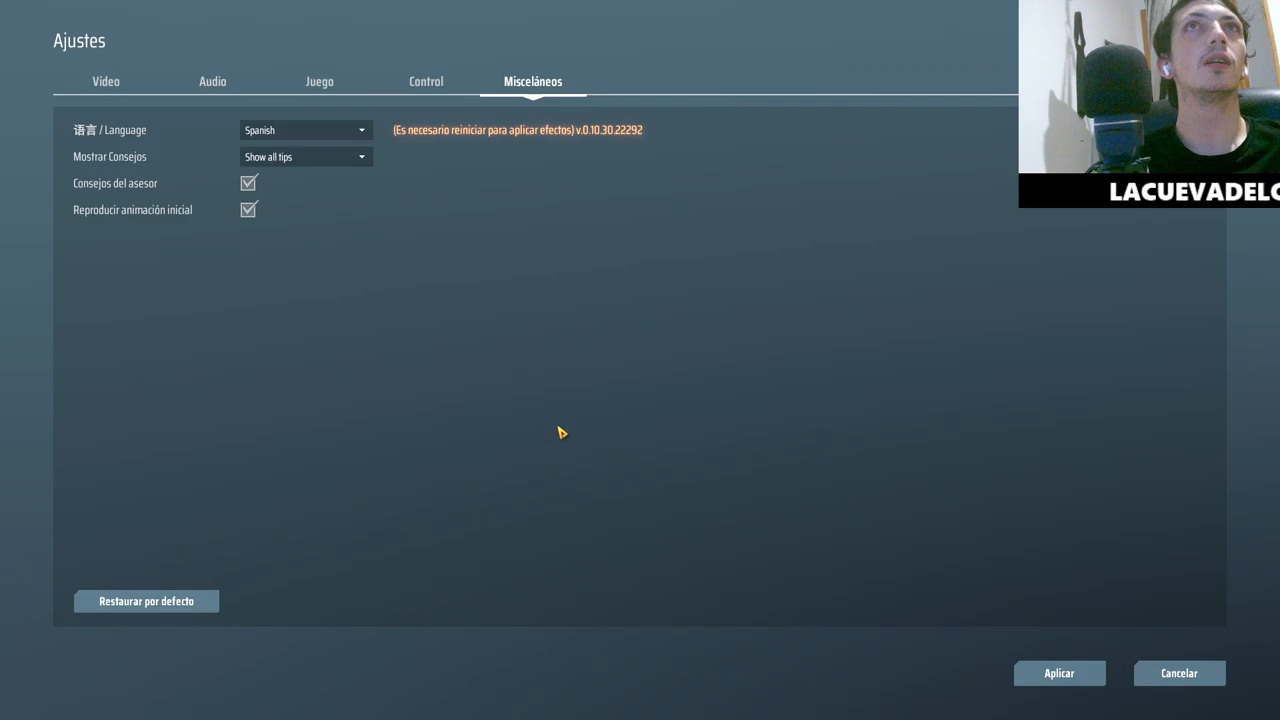 Ajustes
Vídeo Audio Juego Control Misceláneos
语言 / Language Spanish (Es necesario reiniciar para aplicar efectos) v.0.10.30.22292
Mostrar Consejos Show all tips
Consejos del asesor
Reproducir animación inicial
LACUEVADELC
Restaurar por defecto
Aplicar Cancelar